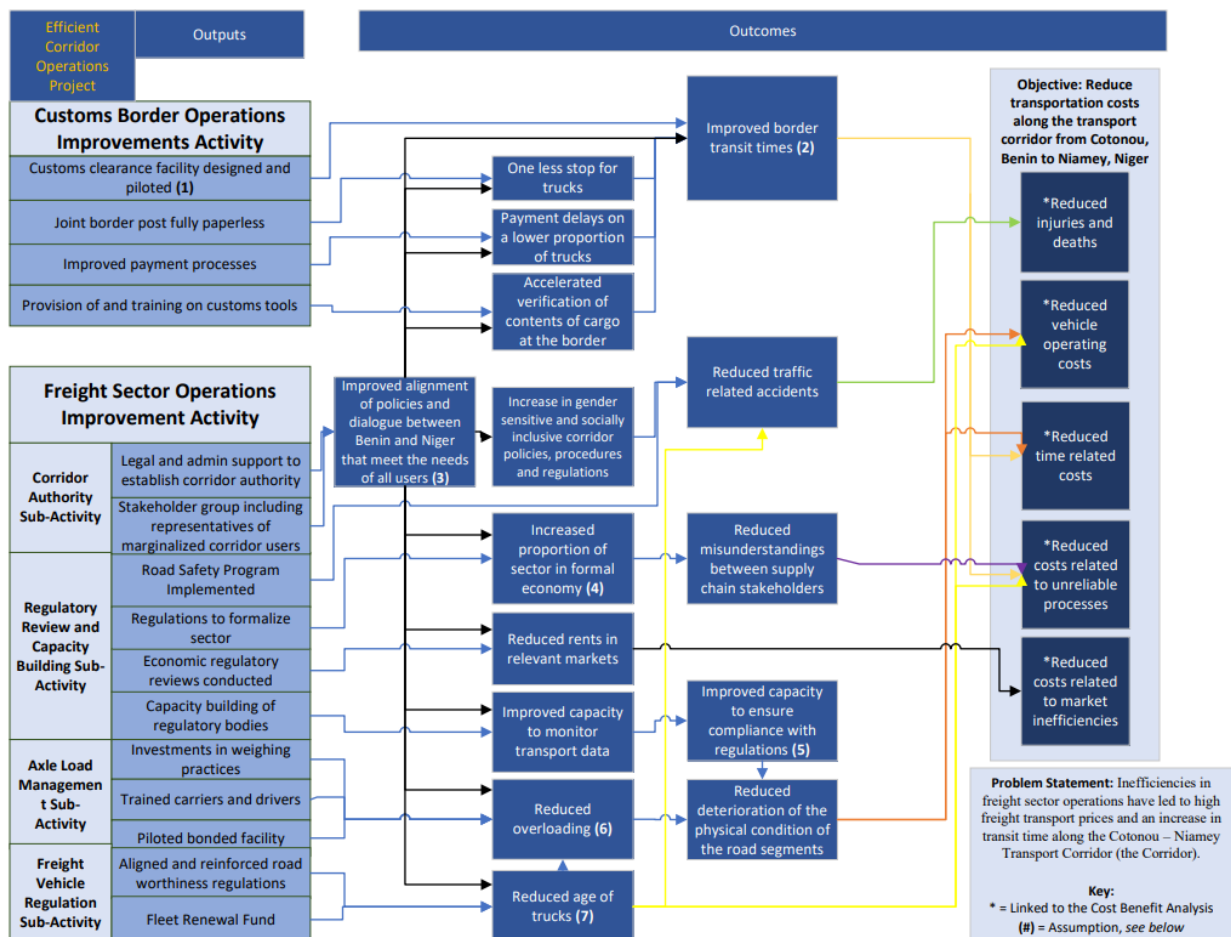 Efficient
Corridor
Operations
Project
Outputs
Outcomes
Customs Border Operations
Improvements Activity
Customs clearance facility designed and
piloted (1)
Joint border post fully paperless
Improved payment processes
Provision of and training on customs tools
Freight Sector Operations
Improvement Activity
Corridor
Authority
Sub-Activity
Legal and admin support to
establish corridor authority
Stakeholder group including
representatives of
marginalized corridor users
Regulatory
Review and
Capacity
Building Sub-
Activity
Road Safety Program
Implemented
Regulations to formalize
sector
Economic regulatory
reviews conducted
Capacity building of
regulatory bodies
Axle Load
Managemen
t Sub-
Activity
Investments in weighing
practices
Trained carriers and drivers
Piloted bonded facility
Freight
Vehicle
Regulation
Sub-Activity
Aligned and reinforced road
worthiness regulations
Fleet Renewal Fund
Improved alignment
of policies and
dialogue between
Benin and Niger
that meet the needs
of all users (3)
One less stop for
trucks
Payment delays on
a lower proportion
of trucks
Accelerated
verification of
contents of cargo
at the border
Increase in gender
sensitive and socially
inclusive corridor
policies, procedures
and regulations
Increased
proportion of
sector in formal
economy (4)
Reduced rents in
relevant markets
Improved capacity
to monitor
transport data
Reduced
overloading (6)
Reduced age of
trucks (7)
Improved border
transit times (2)
Reduced traffic
related accidents
Reduced
misunderstandings
between supply
chain stakeholders
Improved capacity
to ensure
compliance with
regulations (5)
Reduced
deterioration of the
physical condition of
the road segments
Objective: Reduce
transportation costs
along the transport
corridor from Cotonou,
Benin to Niamey, Niger
*Reduced
injuries and
deaths
*Reduced
vehicle
operating
costs
*Reduced
time related
costs
*Reduced
costs related
to unreliable
processes
*Reduced
costs related
to market
inefficiencies
Problem Statement: Inefficiencies in
freight sector operations have led to high
freight transport prices and an increase in
transit time along the Cotonou – Niamey
Transport Corridor (the Corridor).
Key:
* = Linked to the Cost Benefit Analysis
(#) = Assumption, see below